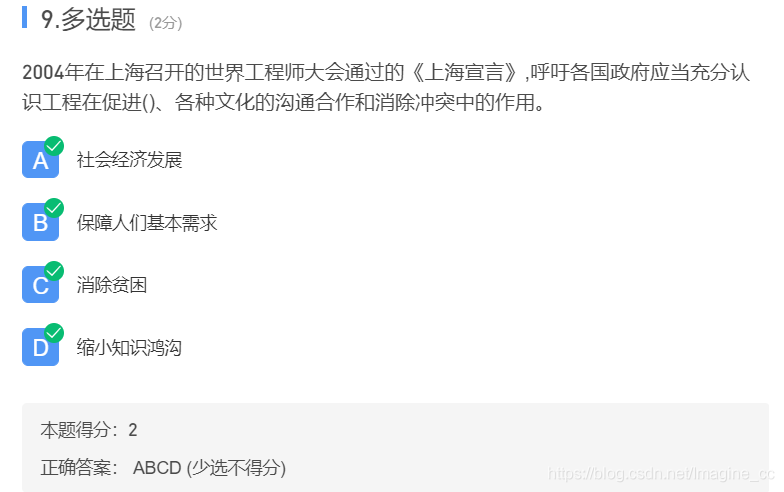 9.多选题 (2分)
2004年在上海召开的世界工程师大会通过的《上海宣言》,呼吁各国政府应当充分认
识工程在促进()、各种文化的沟通合作和消除冲突中的作用。
A 社会经济发展
B 保障人们基本需求
C 消除贫困
D 缩小知识鸿沟
本题得分：2
正确答案： ABCD (少选不得分)
https://blog.csdn.net/Imagine_cc